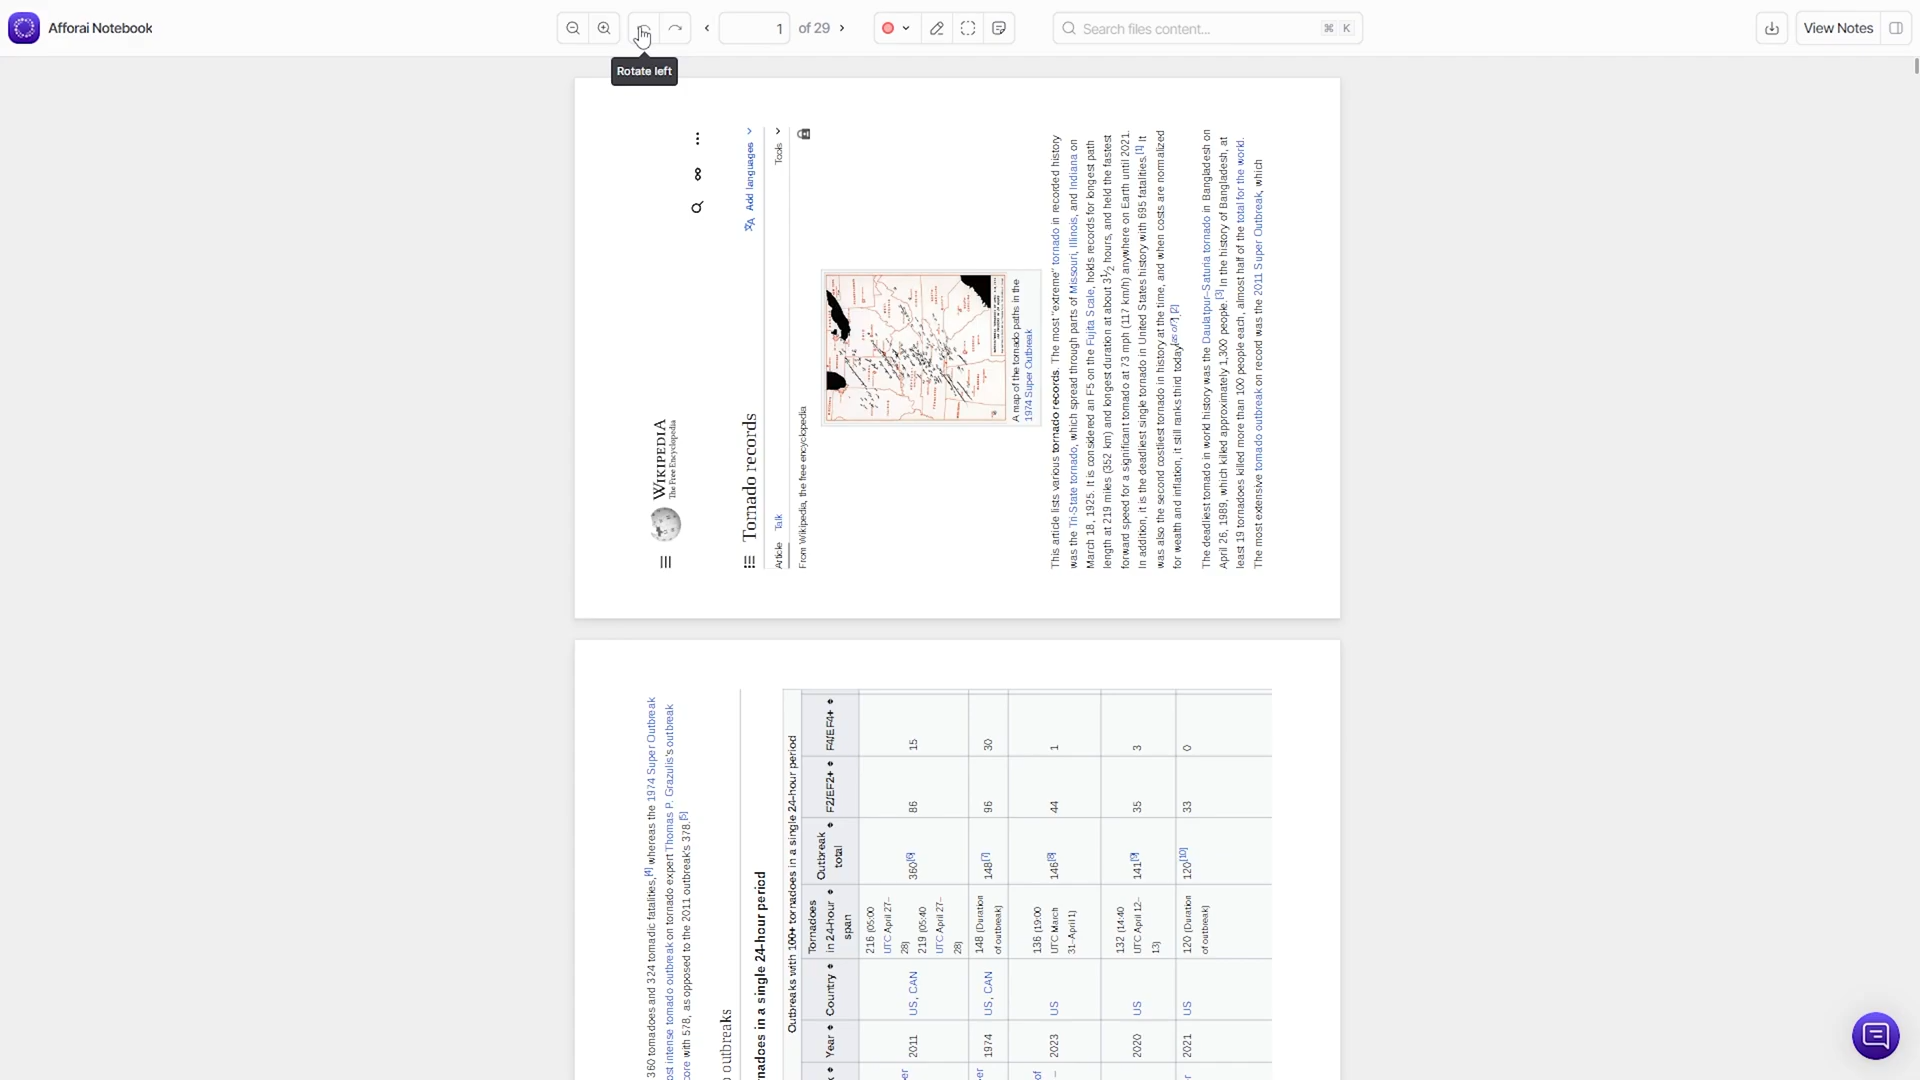 Afforai Notebook
1
of 29
Search files content...
⌘ K
View Notes
Rotate left
WIKIPEDIA
The Free Encyclopedia
Tornado records
Add languages
Article Talk
Tools
From Wikipedia, the free encyclopedia
A map of the tornado paths in the
1974 Super Outbreak
This article lists various tornado records. The most "extreme" tornado in recorded history
was the Tri-State tornado, which spread through parts of Missouri, Illinois, and Indiana on
March 18, 1925. It is considered an F5 on the Fujita Scale, holds records for longest path
length at 219 miles (352 km) and longest duration at about 3½ hours, and held the fastest
forward speed for a significant tornado at 73 mph (117 km/h) anywhere on Earth until 2021.
In addition, it is the deadliest single tornado in United States history with 695 fatalities.[1] It
was also the second costliest tornado in history at the time, and when costs are normalized
for wealth and inflation, it still ranks third today[as of?].[2]
The deadliest tornado in world history was the Daulatpur–Saturia tornado in Bangladesh on
April 26, 1989, which killed approximately 1,300 people.[3] In the history of Bangladesh, at
least 19 tornadoes killed more than 100 people each, almost half of the total for the world.
The most extensive tornado outbreak on record was the 2011 Super Outbreak, which
360 tornadoes and 324 tornadic fatalities,[4] whereas the 1974 Super Outbreak
ost intense tornado outbreak on tornado expert Thomas P. Grazulis's outbreak
core with 578, as opposed to the 2011 outbreak's 378.[5]
o outbreaks
rnadoes in a single 24-hour period
Outbreaks with 100+ tornadoes in a single 24-hour period
Year Country Tornadoes in 24-hour span Outbreak total F2/EF2+ F4/EF4+
2011 US, CAN 216 (05:00 UTC April 27–28) 219 (05:40 UTC April 27–28) 360[6] 86 15
1974 US, CAN 148 (Duration of outbreak) 148[7] 96 30
2023 US 136 (19:00 UTC March 31–April 1) 146[8] 44 1
2020 US 132 (14:40 UTC April 12–13) 141[9] 35 3
2021 US 120 (Duration of outbreak) 120[10] 33 0